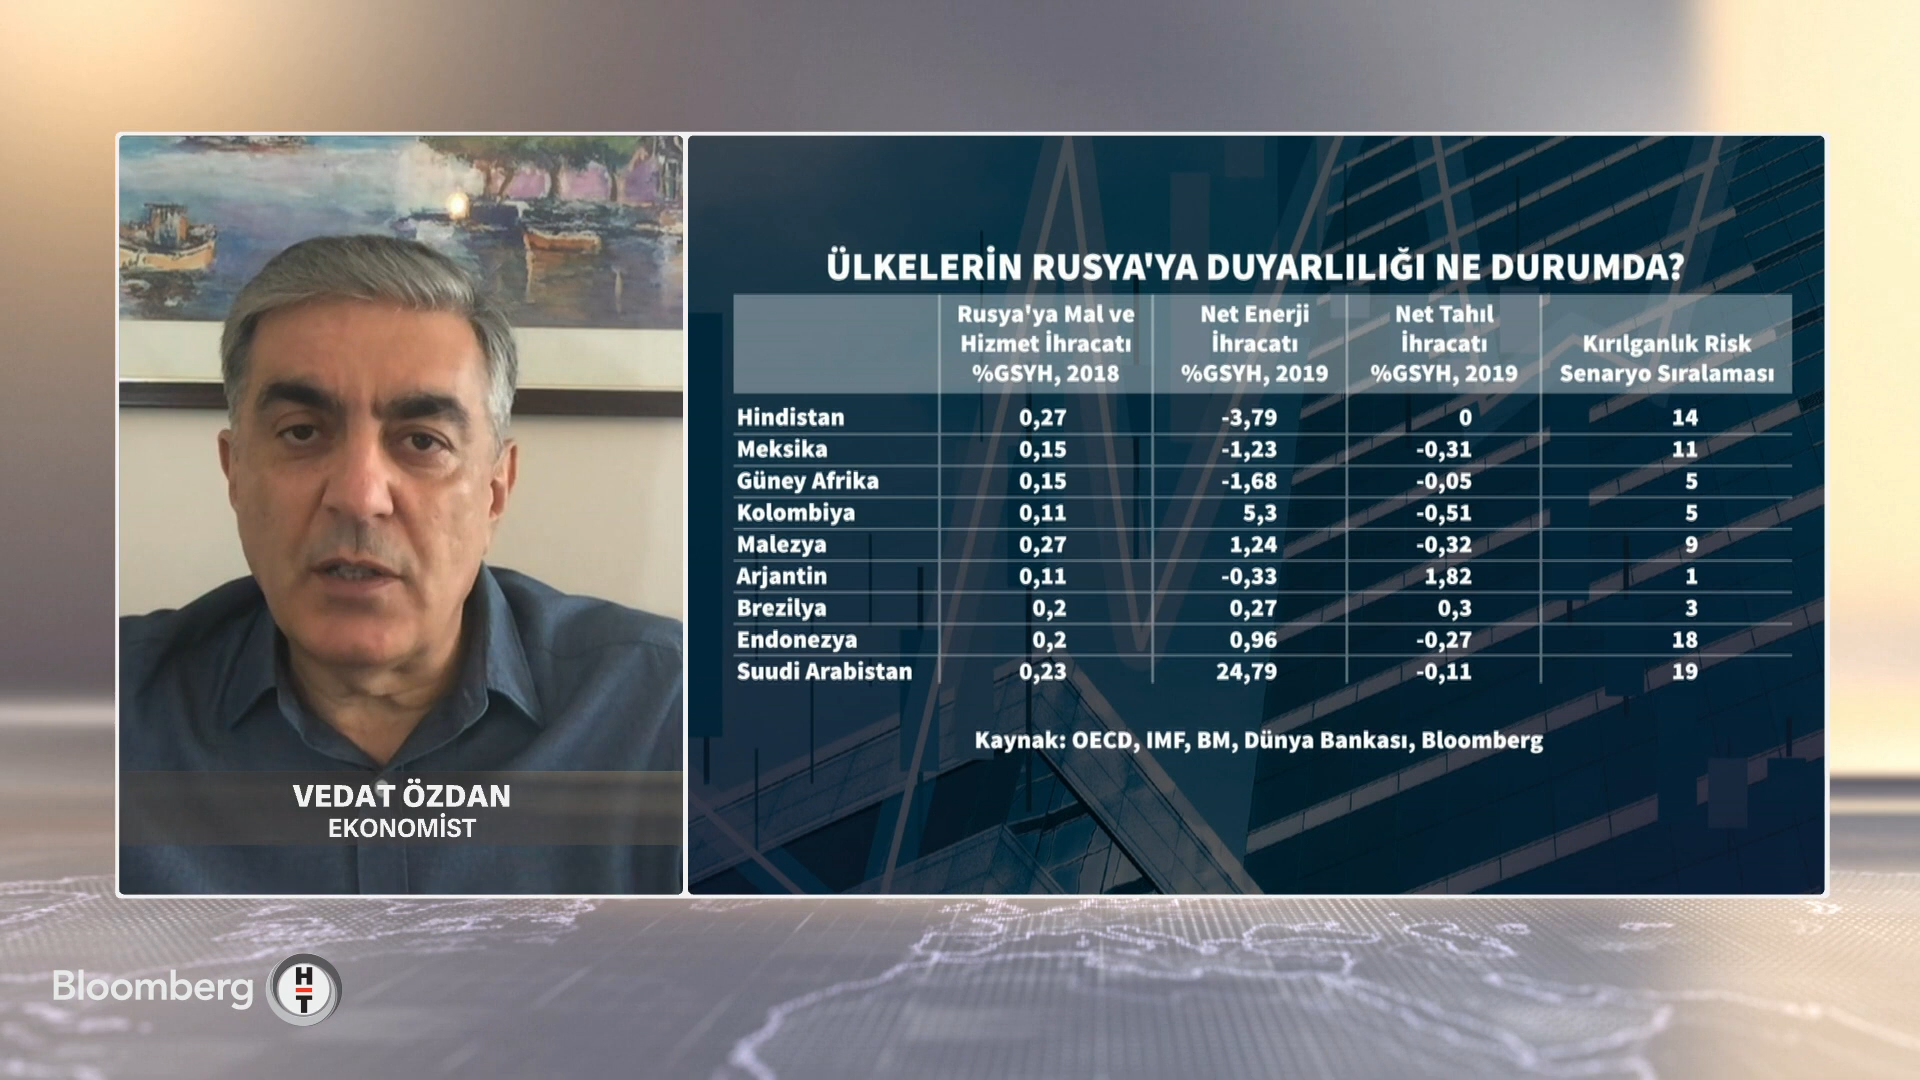 ÜLKELERİN RUSYA'YA DUYARLILIĞI NE DURUMDA?
Rusya'ya Mal ve Hizmet İhracatı %GSYH, 2018 Net Enerji İhracatı %GSYH, 2019 Net Tahıl İhracatı %GSYH, 2019 Kırılganlık Risk Senaryo Sıralaması
Hindistan 0,27 -3,79 0 14
Meksika 0,15 -1,23 -0,31 11
Güney Afrika 0,15 -1,68 -0,05 5
Kolombiya 0,11 5,3 -0,51 5
Malezya 0,27 1,24 -0,32 9
Arjantin 0,11 -0,33 1,82 1
Brezilya 0,2 0,27 0,3 3
Endonezya 0,2 0,96 -0,27 18
Suudi Arabistan 0,23 24,79 -0,11 19
Kaynak: OECD, IMF, BM, Dünya Bankası, Bloomberg
VEDAT ÖZDAN
EKONOMİST
Bloomberg HT